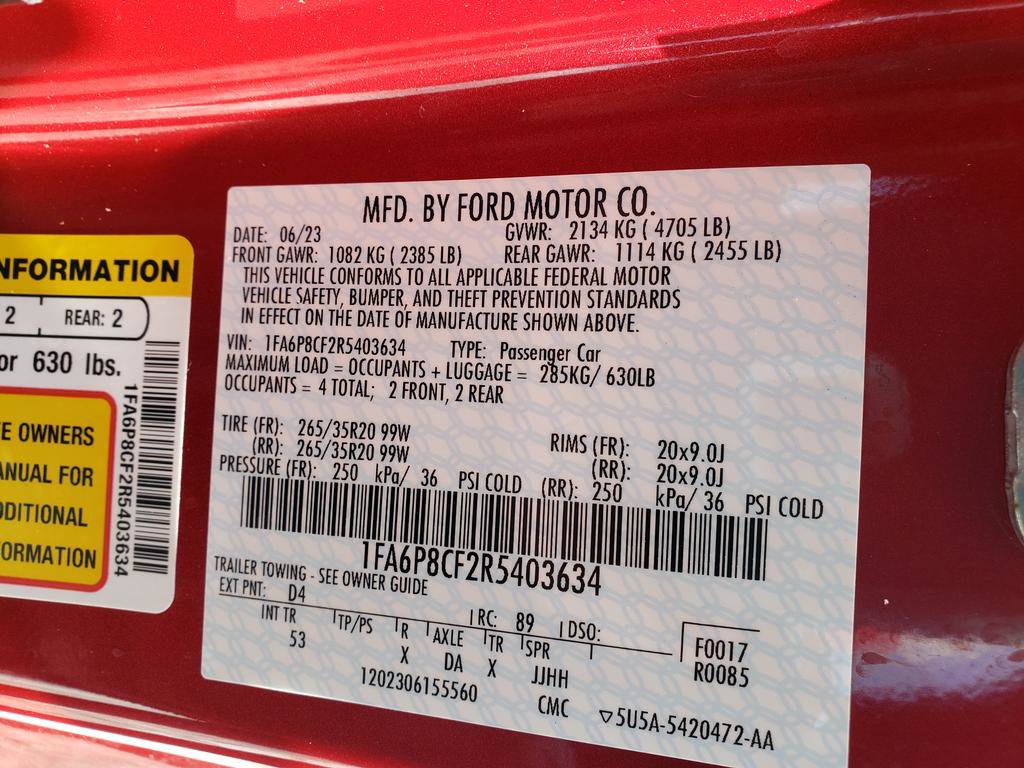 NFORMATION
2 REAR: 2
or 630 lbs.
E OWNERS
ANUAL FOR
DDITIONAL
FORMATION
1FA6P8CF2R5403634
MFD. BY FORD MOTOR CO.
DATE: 06/23 GVWR: 2134 KG ( 4705 LB)
FRONT GAWR: 1082 KG ( 2385 LB) REAR GAWR: 1114 KG ( 2455 LB)
THIS VEHICLE CONFORMS TO ALL APPLICABLE FEDERAL MOTOR
VEHICLE SAFETY, BUMPER, AND THEFT PREVENTION STANDARDS
IN EFFECT ON THE DATE OF MANUFACTURE SHOWN ABOVE.
VIN: 1FA6P8CF2R5403634 TYPE: Passenger Car
MAXIMUM LOAD = OCCUPANTS + LUGGAGE = 285KG/ 630LB
OCCUPANTS = 4 TOTAL; 2 FRONT, 2 REAR
TIRE (FR): 265/35R20 99W RIMS (FR): 20x9.0J
(RR): 265/35R20 99W (RR): 20x9.0J
PRESSURE (FR): 250 kPa/ 36 PSI COLD (RR): 250 kPa/ 36 PSI COLD
1FA6P8CF2R5403634
TRAILER TOWING - SEE OWNER GUIDE
EXT PNT: D4 RC: 89 DSO:
INT TR TP/PS R AXLE TR SPR F0017
53 X DA X JJHH R0085
1202306155560 CMC ▽5U5A-5420472-AA